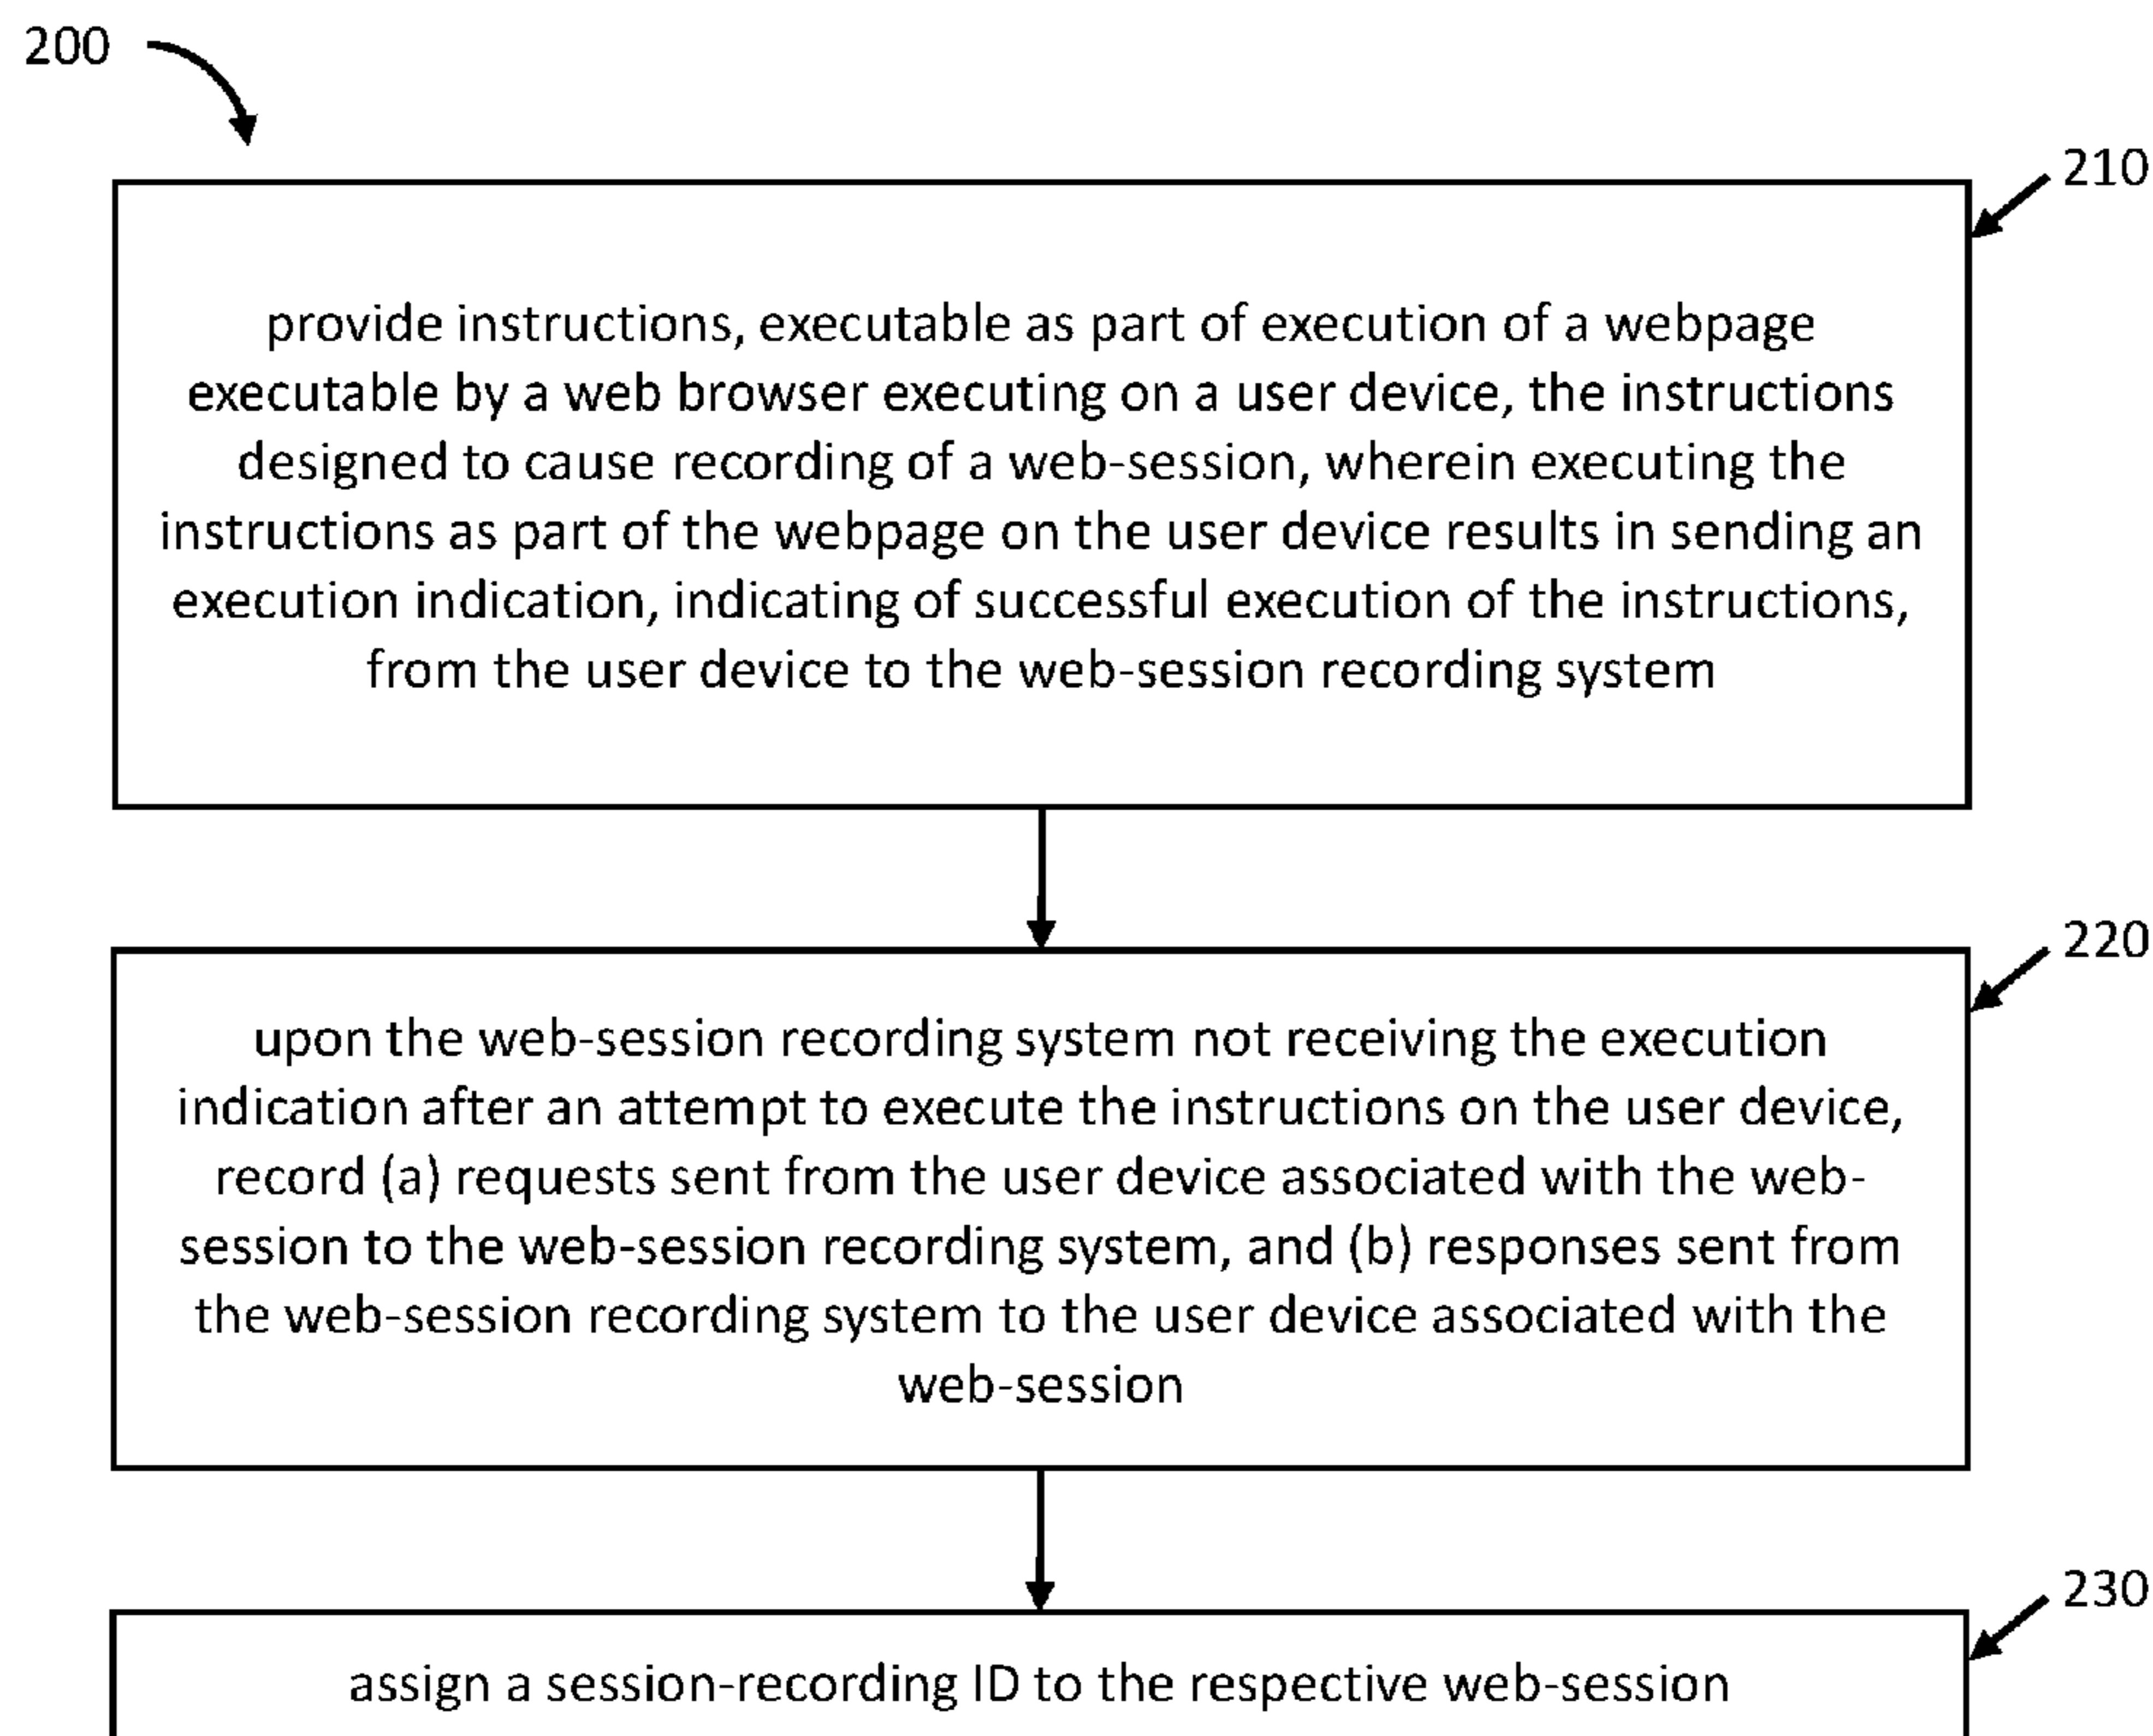 200
210
provide instructions, executable as part of execution of a webpage
executable by a web browser executing on a user device, the instructions
designed to cause recording of a web-session, wherein executing the
instructions as part of the webpage on the user device results in sending an
execution indication, indicating of successful execution of the instructions,
from the user device to the web-session recording system
220
upon the web-session recording system not receiving the execution
indication after an attempt to execute the instructions on the user device,
record (a) requests sent from the user device associated with the web-
session to the web-session recording system, and (b) responses sent from
the web-session recording system to the user device associated with the
web-session
230
assign a session-recording ID to the respective web-session